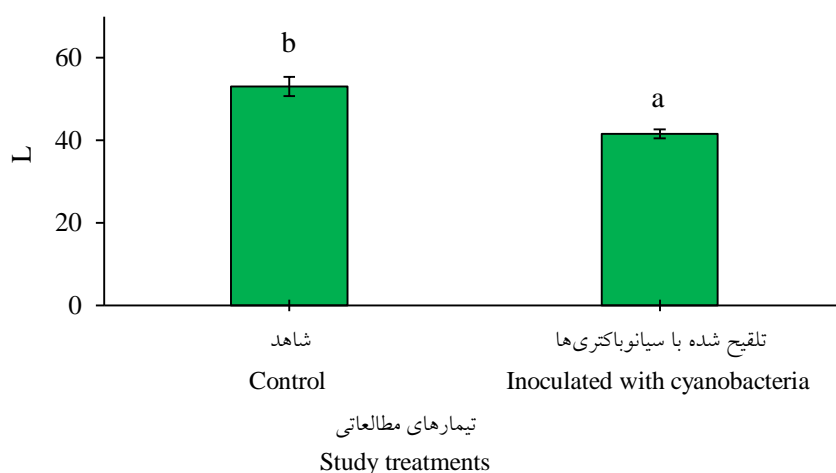 b
60
a
40
L
20
0
شاهد
تلقیح شده با سیانوباکتری‌ها
Control
Inoculated with cyanobacteria
تیمارهای مطالعاتی
Study treatments